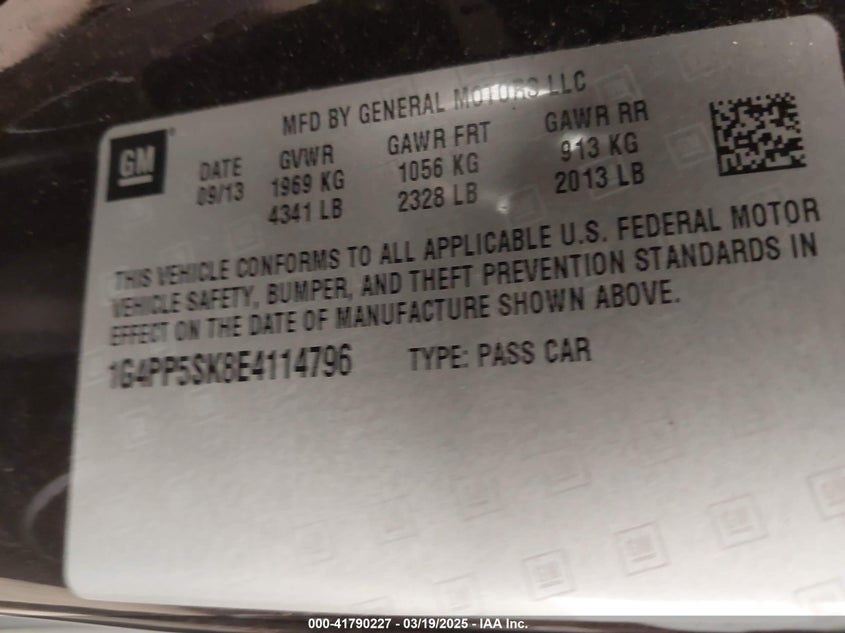 MFD BY GENERAL MOTORS LLC
GM
DATE GVWR GAWR FRT GAWR RR
09/13 1969 KG 1056 KG 913 KG
4341 LB 2328 LB 2013 LB
THIS VEHICLE CONFORMS TO ALL APPLICABLE U.S. FEDERAL MOTOR
VEHICLE SAFETY, BUMPER, AND THEFT PREVENTION STANDARDS IN
EFFECT ON THE DATE OF MANUFACTURE SHOWN ABOVE.
1G4PP5SK8E4114796 TYPE: PASS CAR
000-41790227 - 03/19/2025 - IAA Inc.